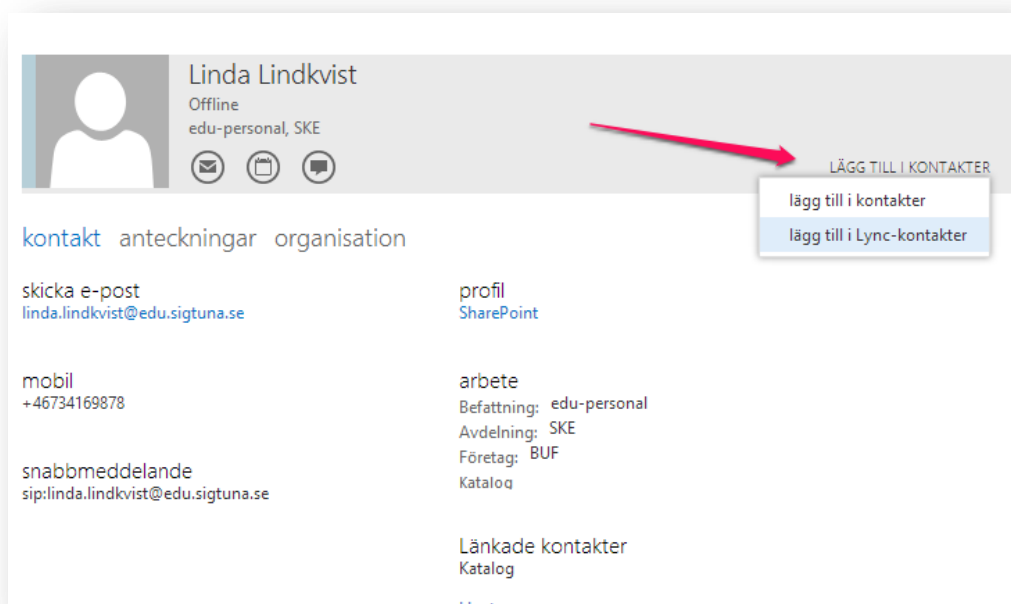 Linda Lindkvist
Offline
edu-personal, SKE
LÄGG TILL I KONTAKTER
lägg till i kontakter
lägg till i Lync-kontakter
kontakt anteckningar organisation
skicka e-post
linda.lindkvist@edu.sigtuna.se
profil
SharePoint
mobil
+46734169878
arbete
Befattning: edu-personal
Avdelning: SKE
Företag: BUF
Katalog
snabbmeddelande
sip:linda.lindkvist@edu.sigtuna.se
Länkade kontakter
Katalog